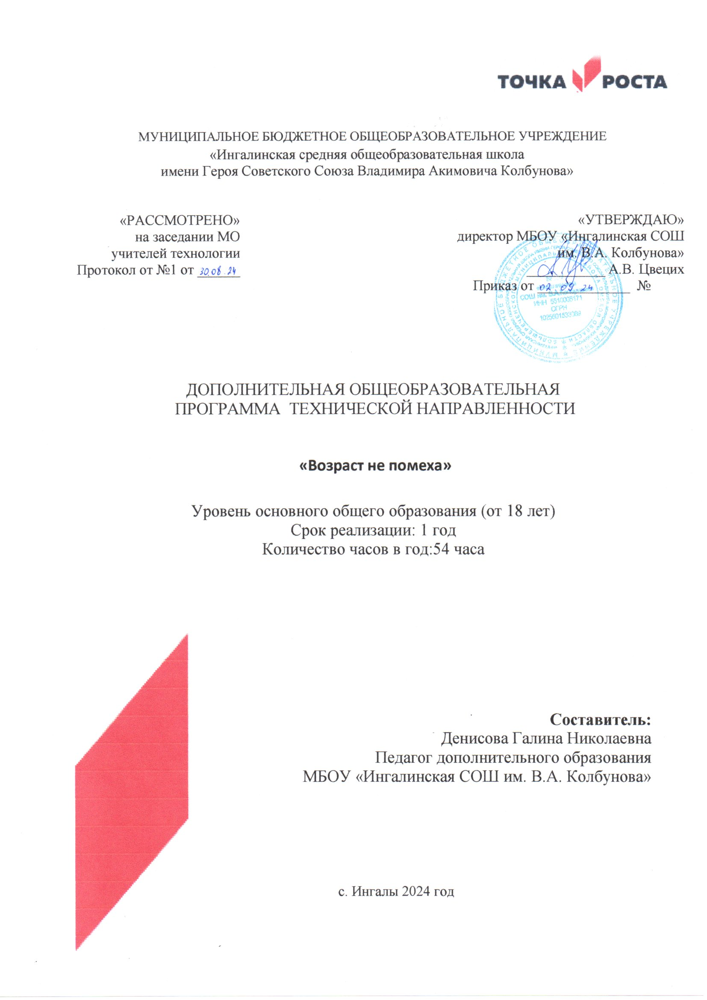 ТОЧКА РОСТА
МУНИЦИПАЛЬНОЕ БЮДЖЕТНОЕ ОБЩЕОБРАЗОВАТЕЛЬНОЕ УЧРЕЖДЕНИЕ
«Ингалинская средняя общеобразовательная школа
имени Героя Советского Союза Владимира Акимовича Колбунова»
«РАССМОТРЕНО»
на заседании МО
учителей технологии
Протокол от №1 от 30.08.24
«УТВЕРЖДАЮ»
директор МБОУ «Ингалинская СОШ
им. В.А. Колбунова»
А.В. Цвецих
Приказ от 02.09 24 №
ИНН
ОГРН
ДОПОЛНИТЕЛЬНАЯ ОБЩЕОБРАЗОВАТЕЛЬНАЯ
ПРОГРАММА ТЕХНИЧЕСКОЙ НАПРАВЛЕННОСТИ
«Возраст не помеха»
Уровень основного общего образования (от 18 лет)
Срок реализации: 1 год
Количество часов в год:54 часа
Составитель:
Денисова Галина Николаевна
Педагог дополнительного образования
МБОУ «Ингалинская СОШ им. В.А. Колбунова»
с. Ингалы 2024 год